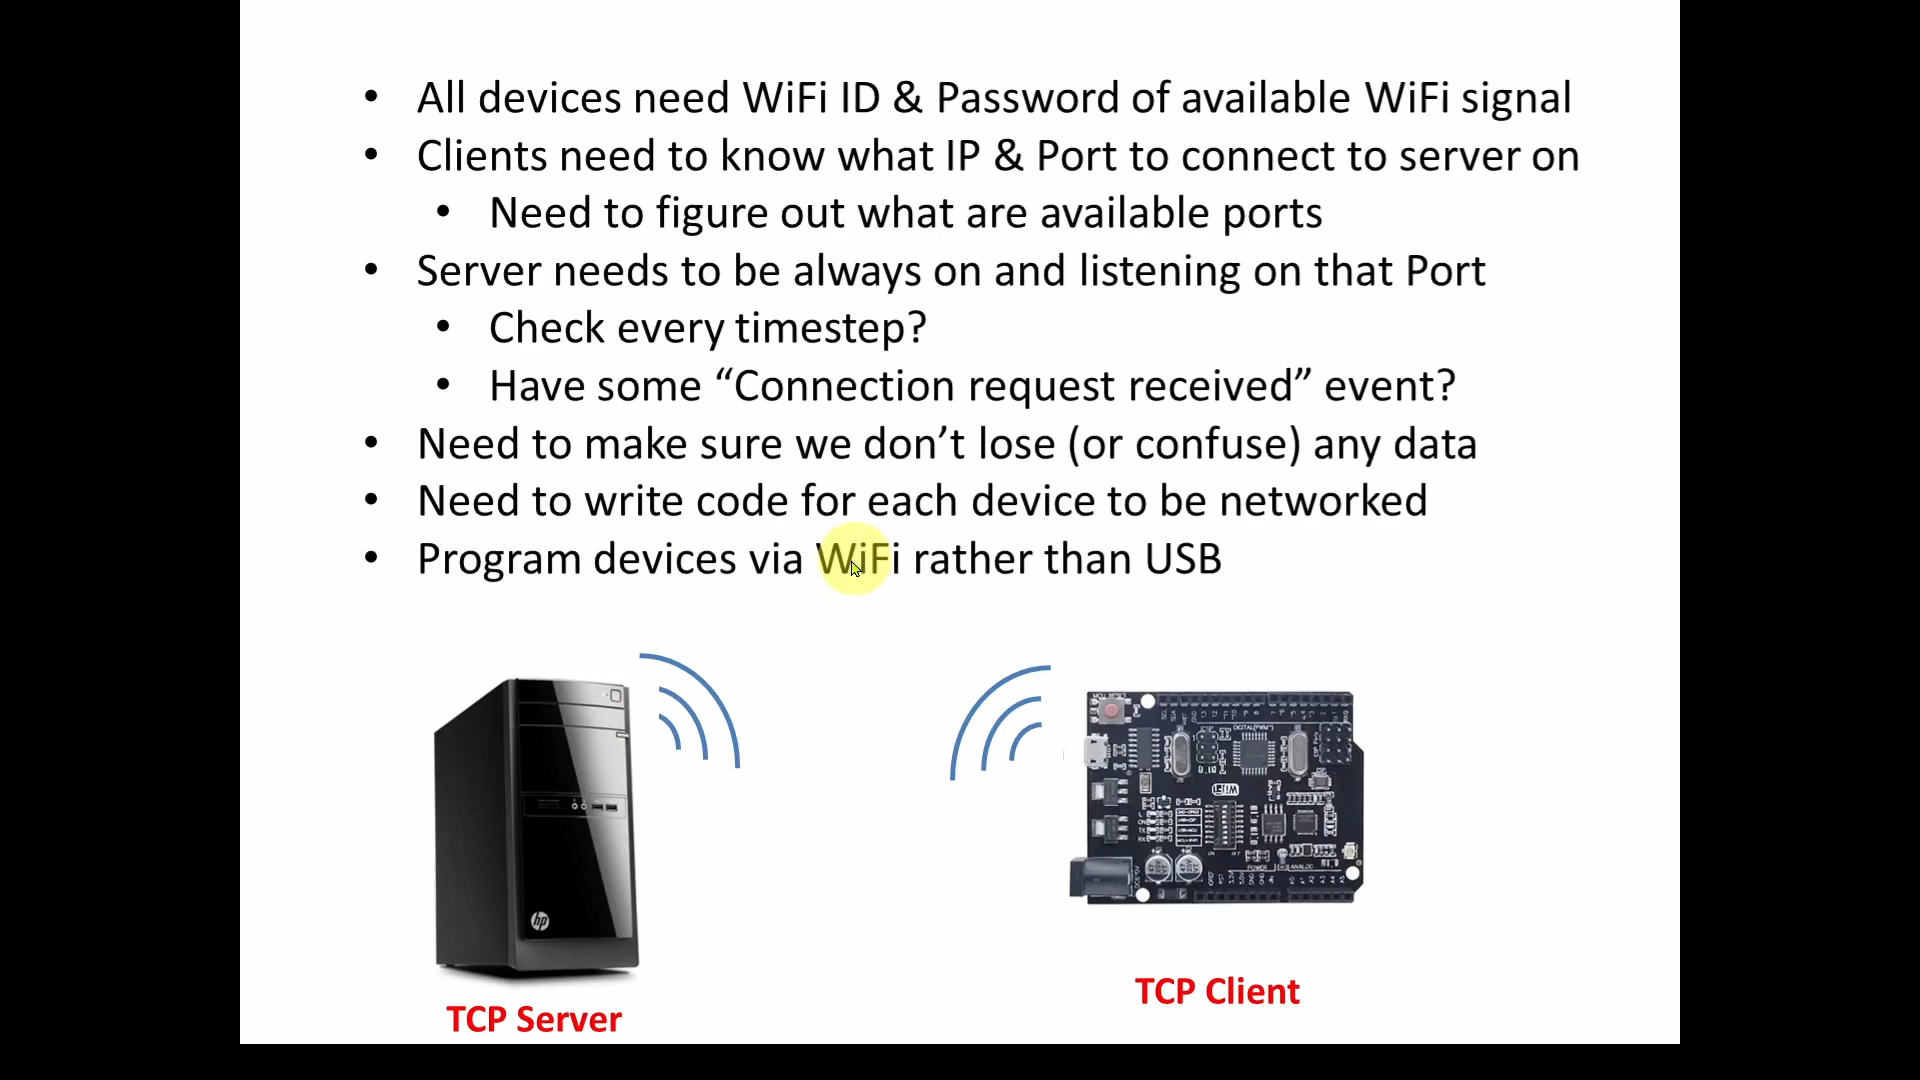 • All devices need WiFi ID & Password of available WiFi signal
• Clients need to know what IP & Port to connect to server on
• Need to figure out what are available ports
• Server needs to be always on and listening on that Port
• Check every timestep?
• Have some “Connection request received” event?
• Need to make sure we don’t lose (or confuse) any data
• Need to write code for each device to be networked
• Program devices via WiFi rather than USB
hp
WiFi
POWER
ANALOG
TCP Client
TCP Server